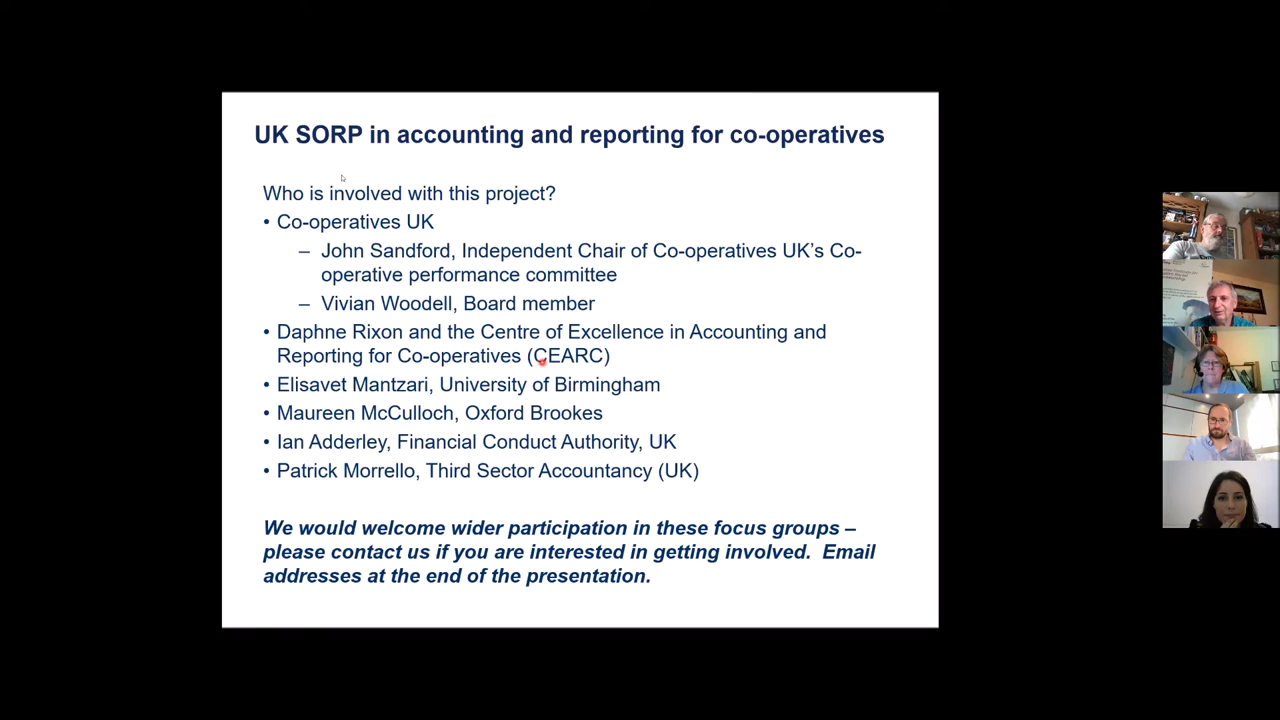 UK SORP in accounting and reporting for co-operatives
Who is involved with this project?
• Co-operatives UK
– John Sandford, Independent Chair of Co-operatives UK’s Co-
operative performance committee
– Vivian Woodell, Board member
• Daphne Rixon and the Centre of Excellence in Accounting and
Reporting for Co-operatives (CEARC)
• Elisavet Mantzari, University of Birmingham
• Maureen McCulloch, Oxford Brookes
• Ian Adderley, Financial Conduct Authority, UK
• Patrick Morrello, Third Sector Accountancy (UK)
We would welcome wider participation in these focus groups –
please contact us if you are interested in getting involved.  Email
addresses at the end of the presentation.